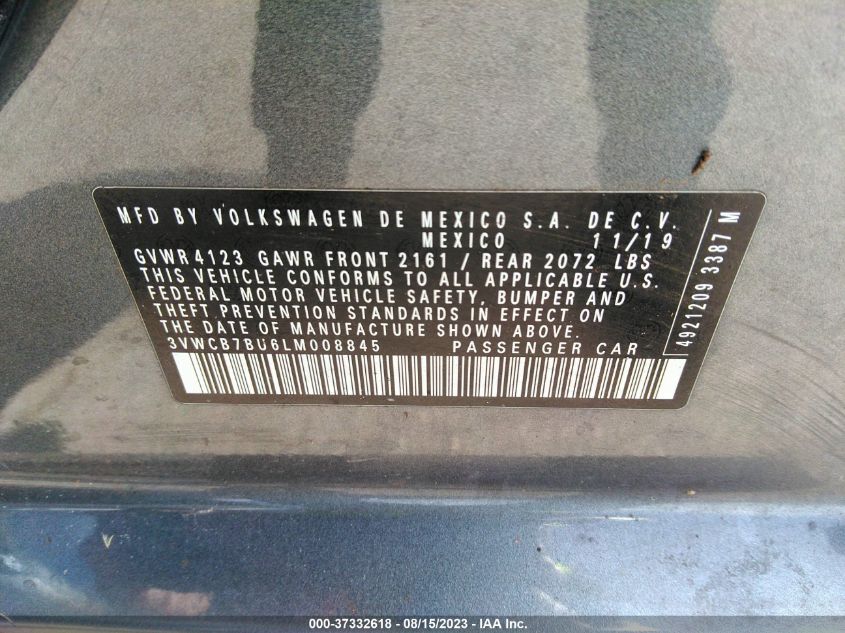 MFD BY VOLKSWAGEN DE MEXICO S.A. DE C.V.
MEXICO 11/19
GVWR 4123 GAWR FRONT 2161 / REAR 2072 LBS
THIS VEHICLE CONFORMS TO ALL APPLICABLE U.S.
FEDERAL MOTOR VEHICLE SAFETY, BUMPER AND
THEFT PREVENTION STANDARDS IN EFFECT ON
THE DATE OF MANUFACTURE SHOWN ABOVE.
3VWCB7BU6LM008845 PASSENGER CAR
4921209 3387 M
000-37332618 - 08/15/2023 - IAA Inc.